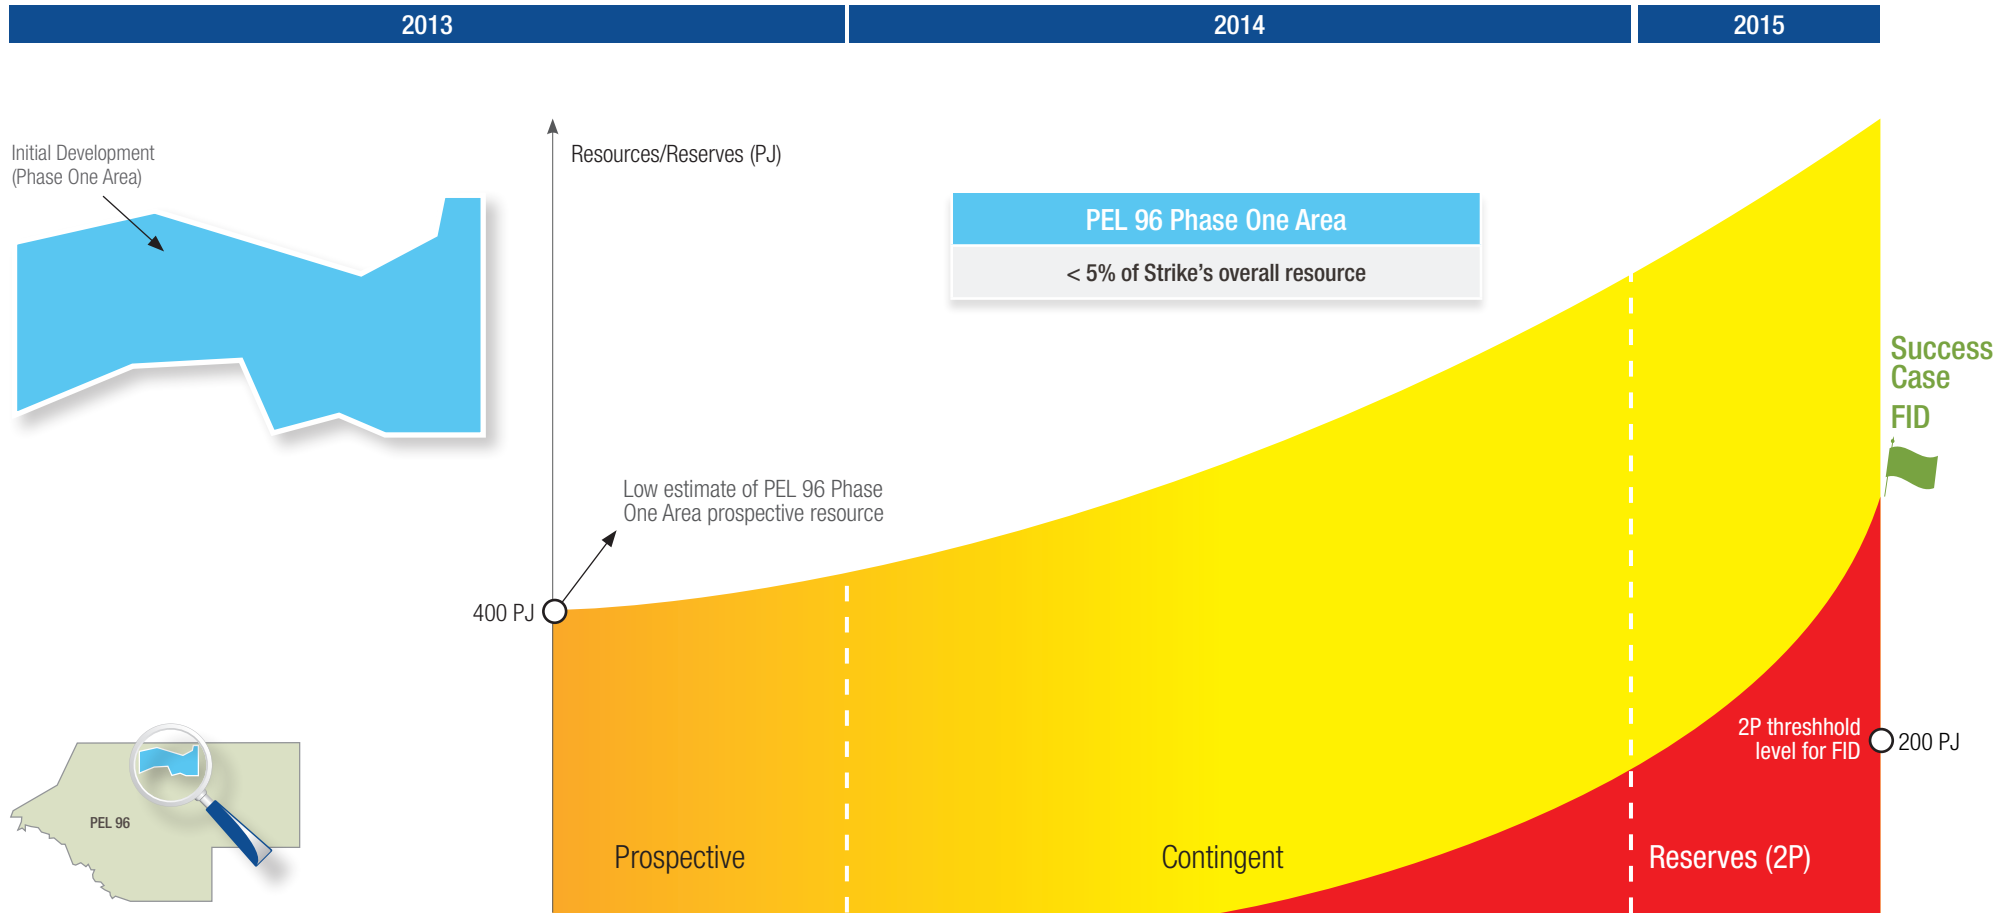 2013
2014
2015
Initial Development
(Phase One Area)
Resources/Reserves (PJ)
PEL 96 Phase One Area
< 5% of Strike’s overall resource
Success
Case
FID
Low estimate of PEL 96 Phase
One Area prospective resource
400 PJ
2P threshhold
level for FID
200 PJ
PEL 96
Prospective
Contingent
Reserves (2P)